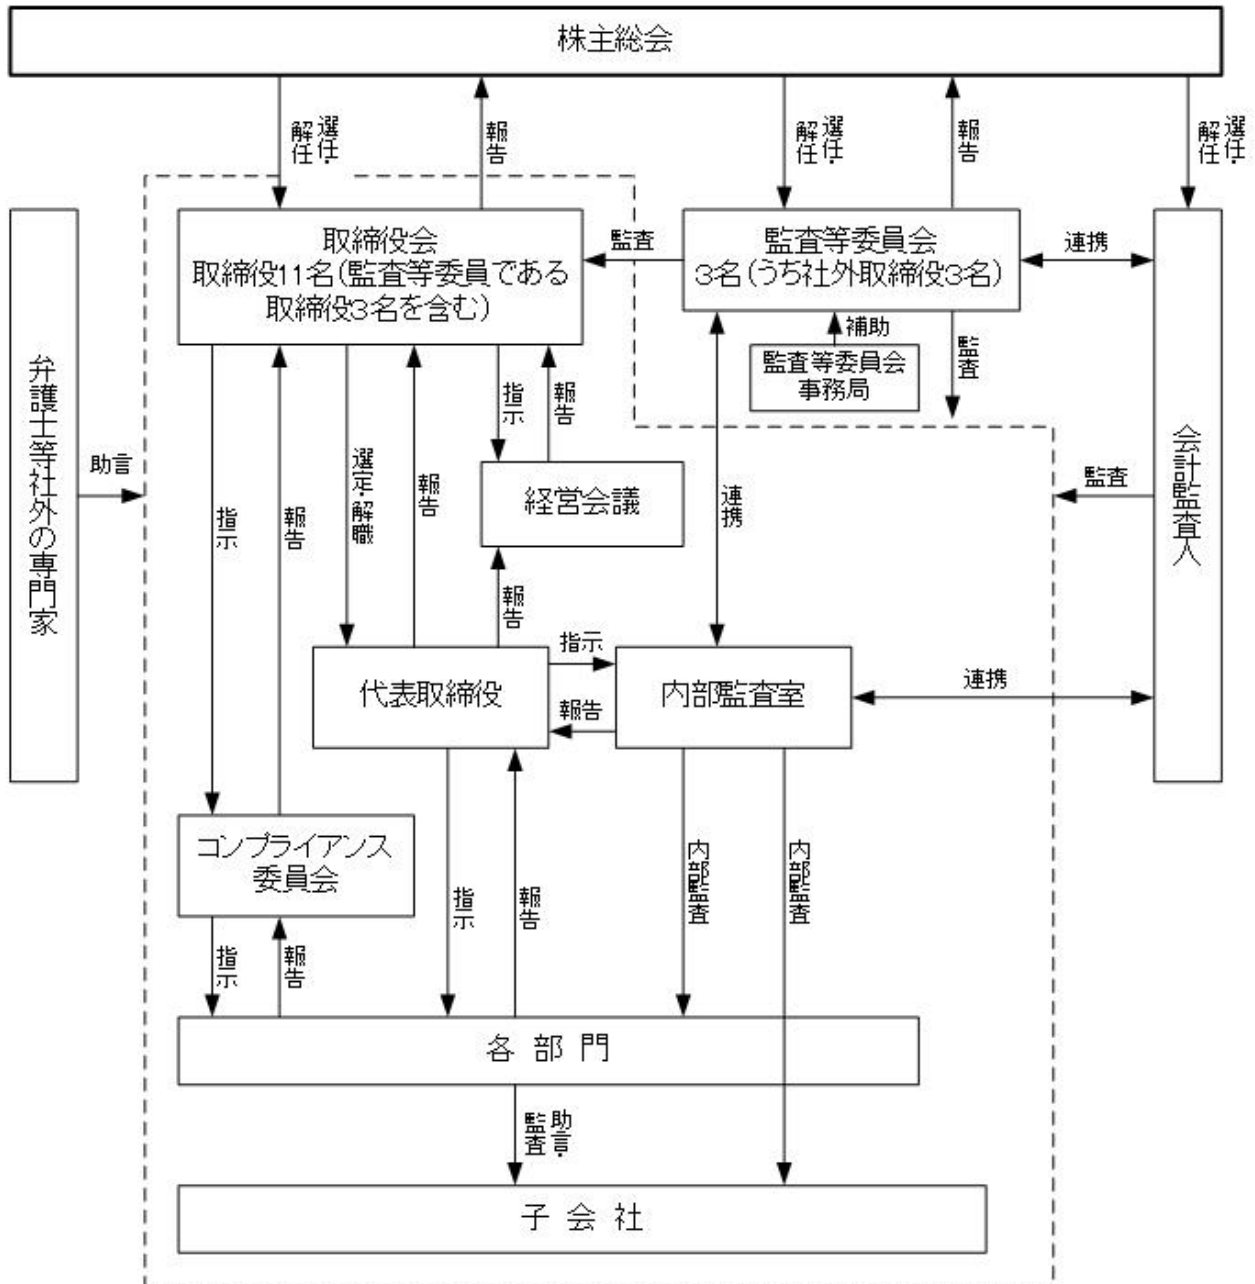 株主総会
選任・
解任
報告
選任・
解任
報告
選任・
解任
取締役会
取締役11名(監査等委員である
取締役3名を含む)
監査
監査等委員会
3名(うち社外取締役3名)
連携
補助
監査等委員会
事務局
監査
弁護士等社外の専門家
助言
会計監査人
監査
指示
報告
選定・解職
報告
指示
報告
経営会議
連携
報告
代表取締役
指示
報告
内部監査室
連携
コンプライアンス
委員会
指示
報告
指示
報告
内部監査
内部監査
各部門
助言・
監査
子会社